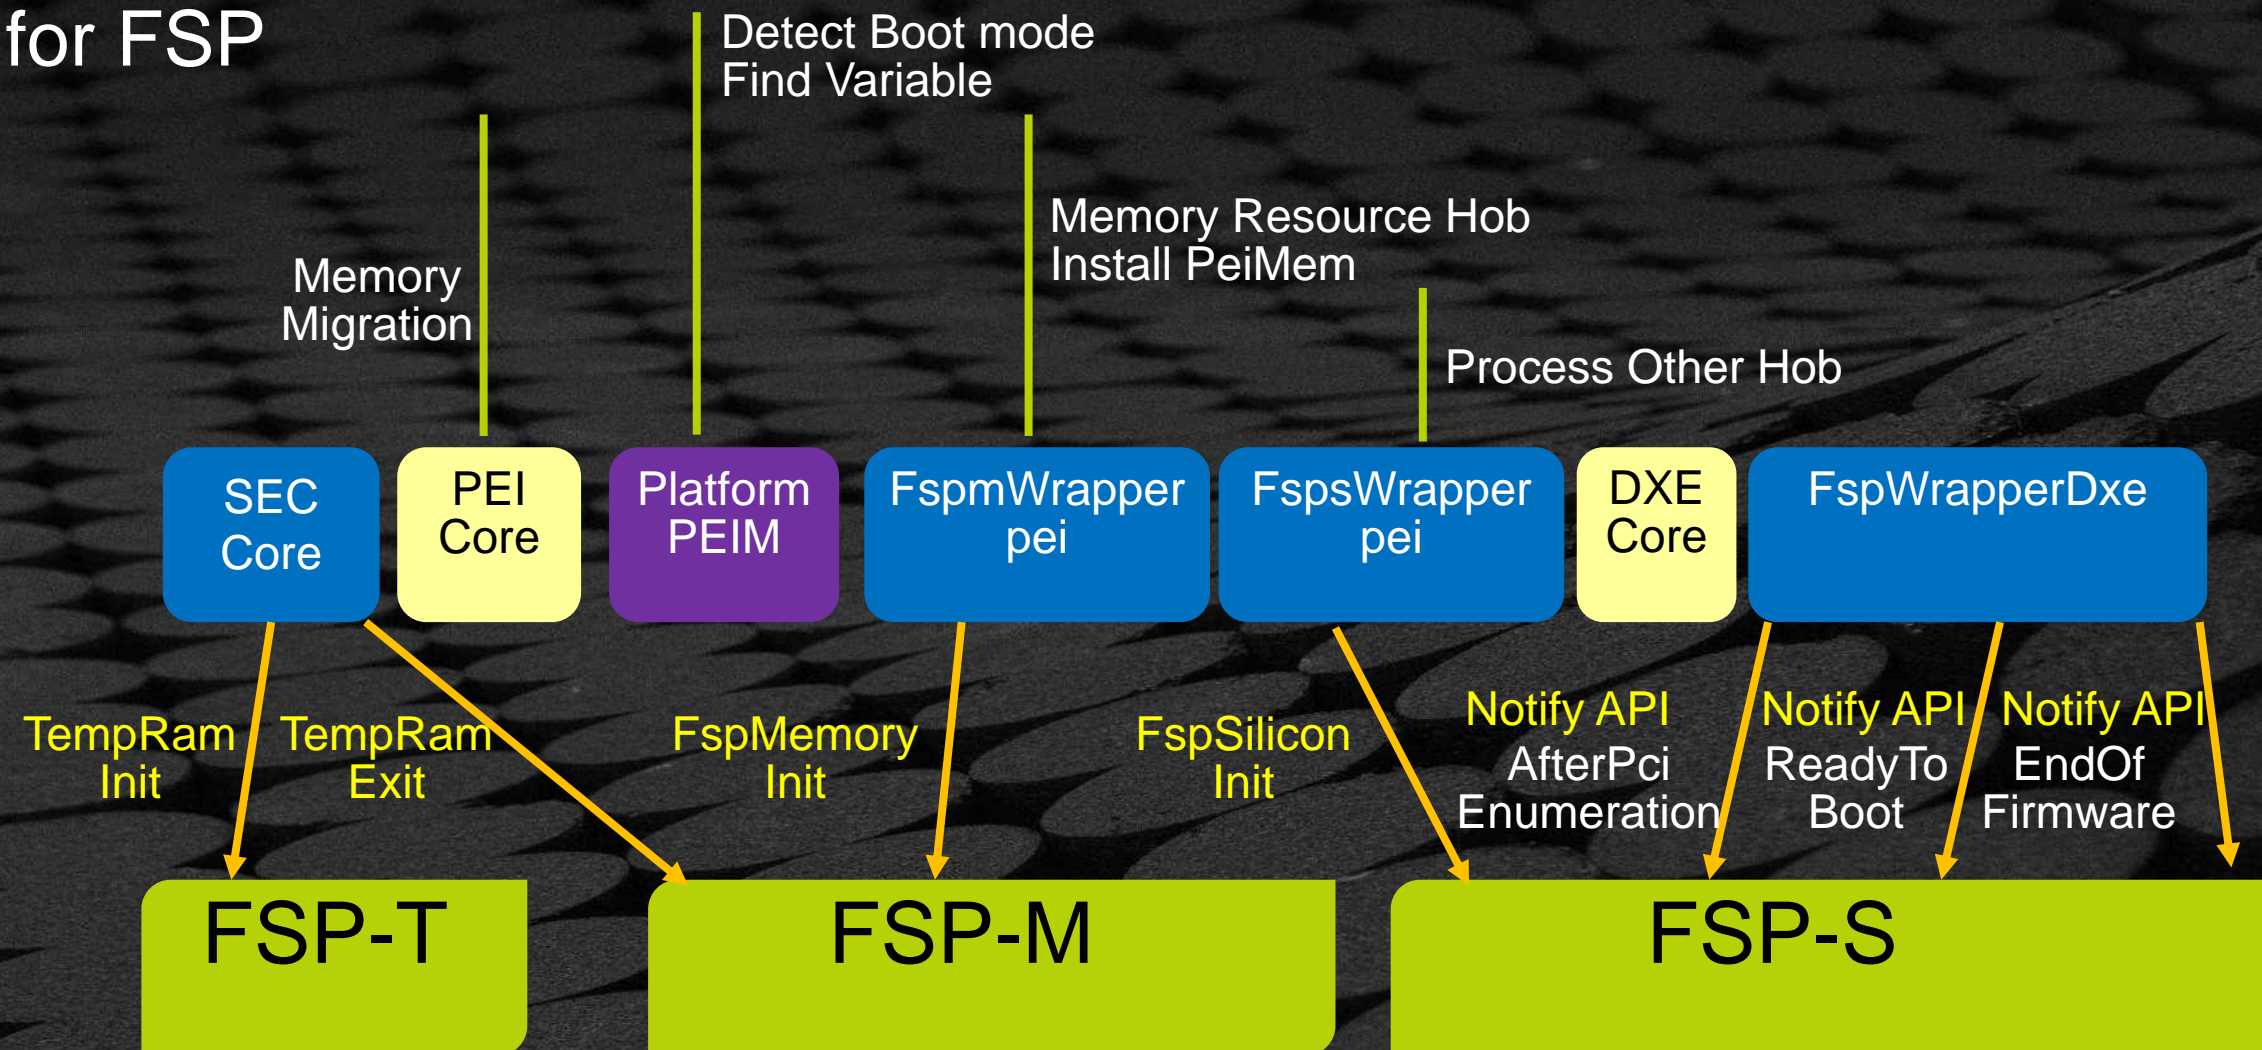 for FSP
Detect Boot mode
Find Variable
Memory Resource Hob
Install PeiMem
Memory
Migration
Process Other Hob
SEC
Core
PEI
Core
Platform
PEIM
FspmWrapper
pei
FspsWrapper
pei
DXE
Core
FspWrapperDxe
TempRam
Init
TempRam
Exit
FspMemory
Init
FspSilicon
Init
Notify API
AfterPci
Enumeration
Notify API
ReadyTo
Boot
Notify API
EndOf
Firmware
FSP-T
FSP-M
FSP-S